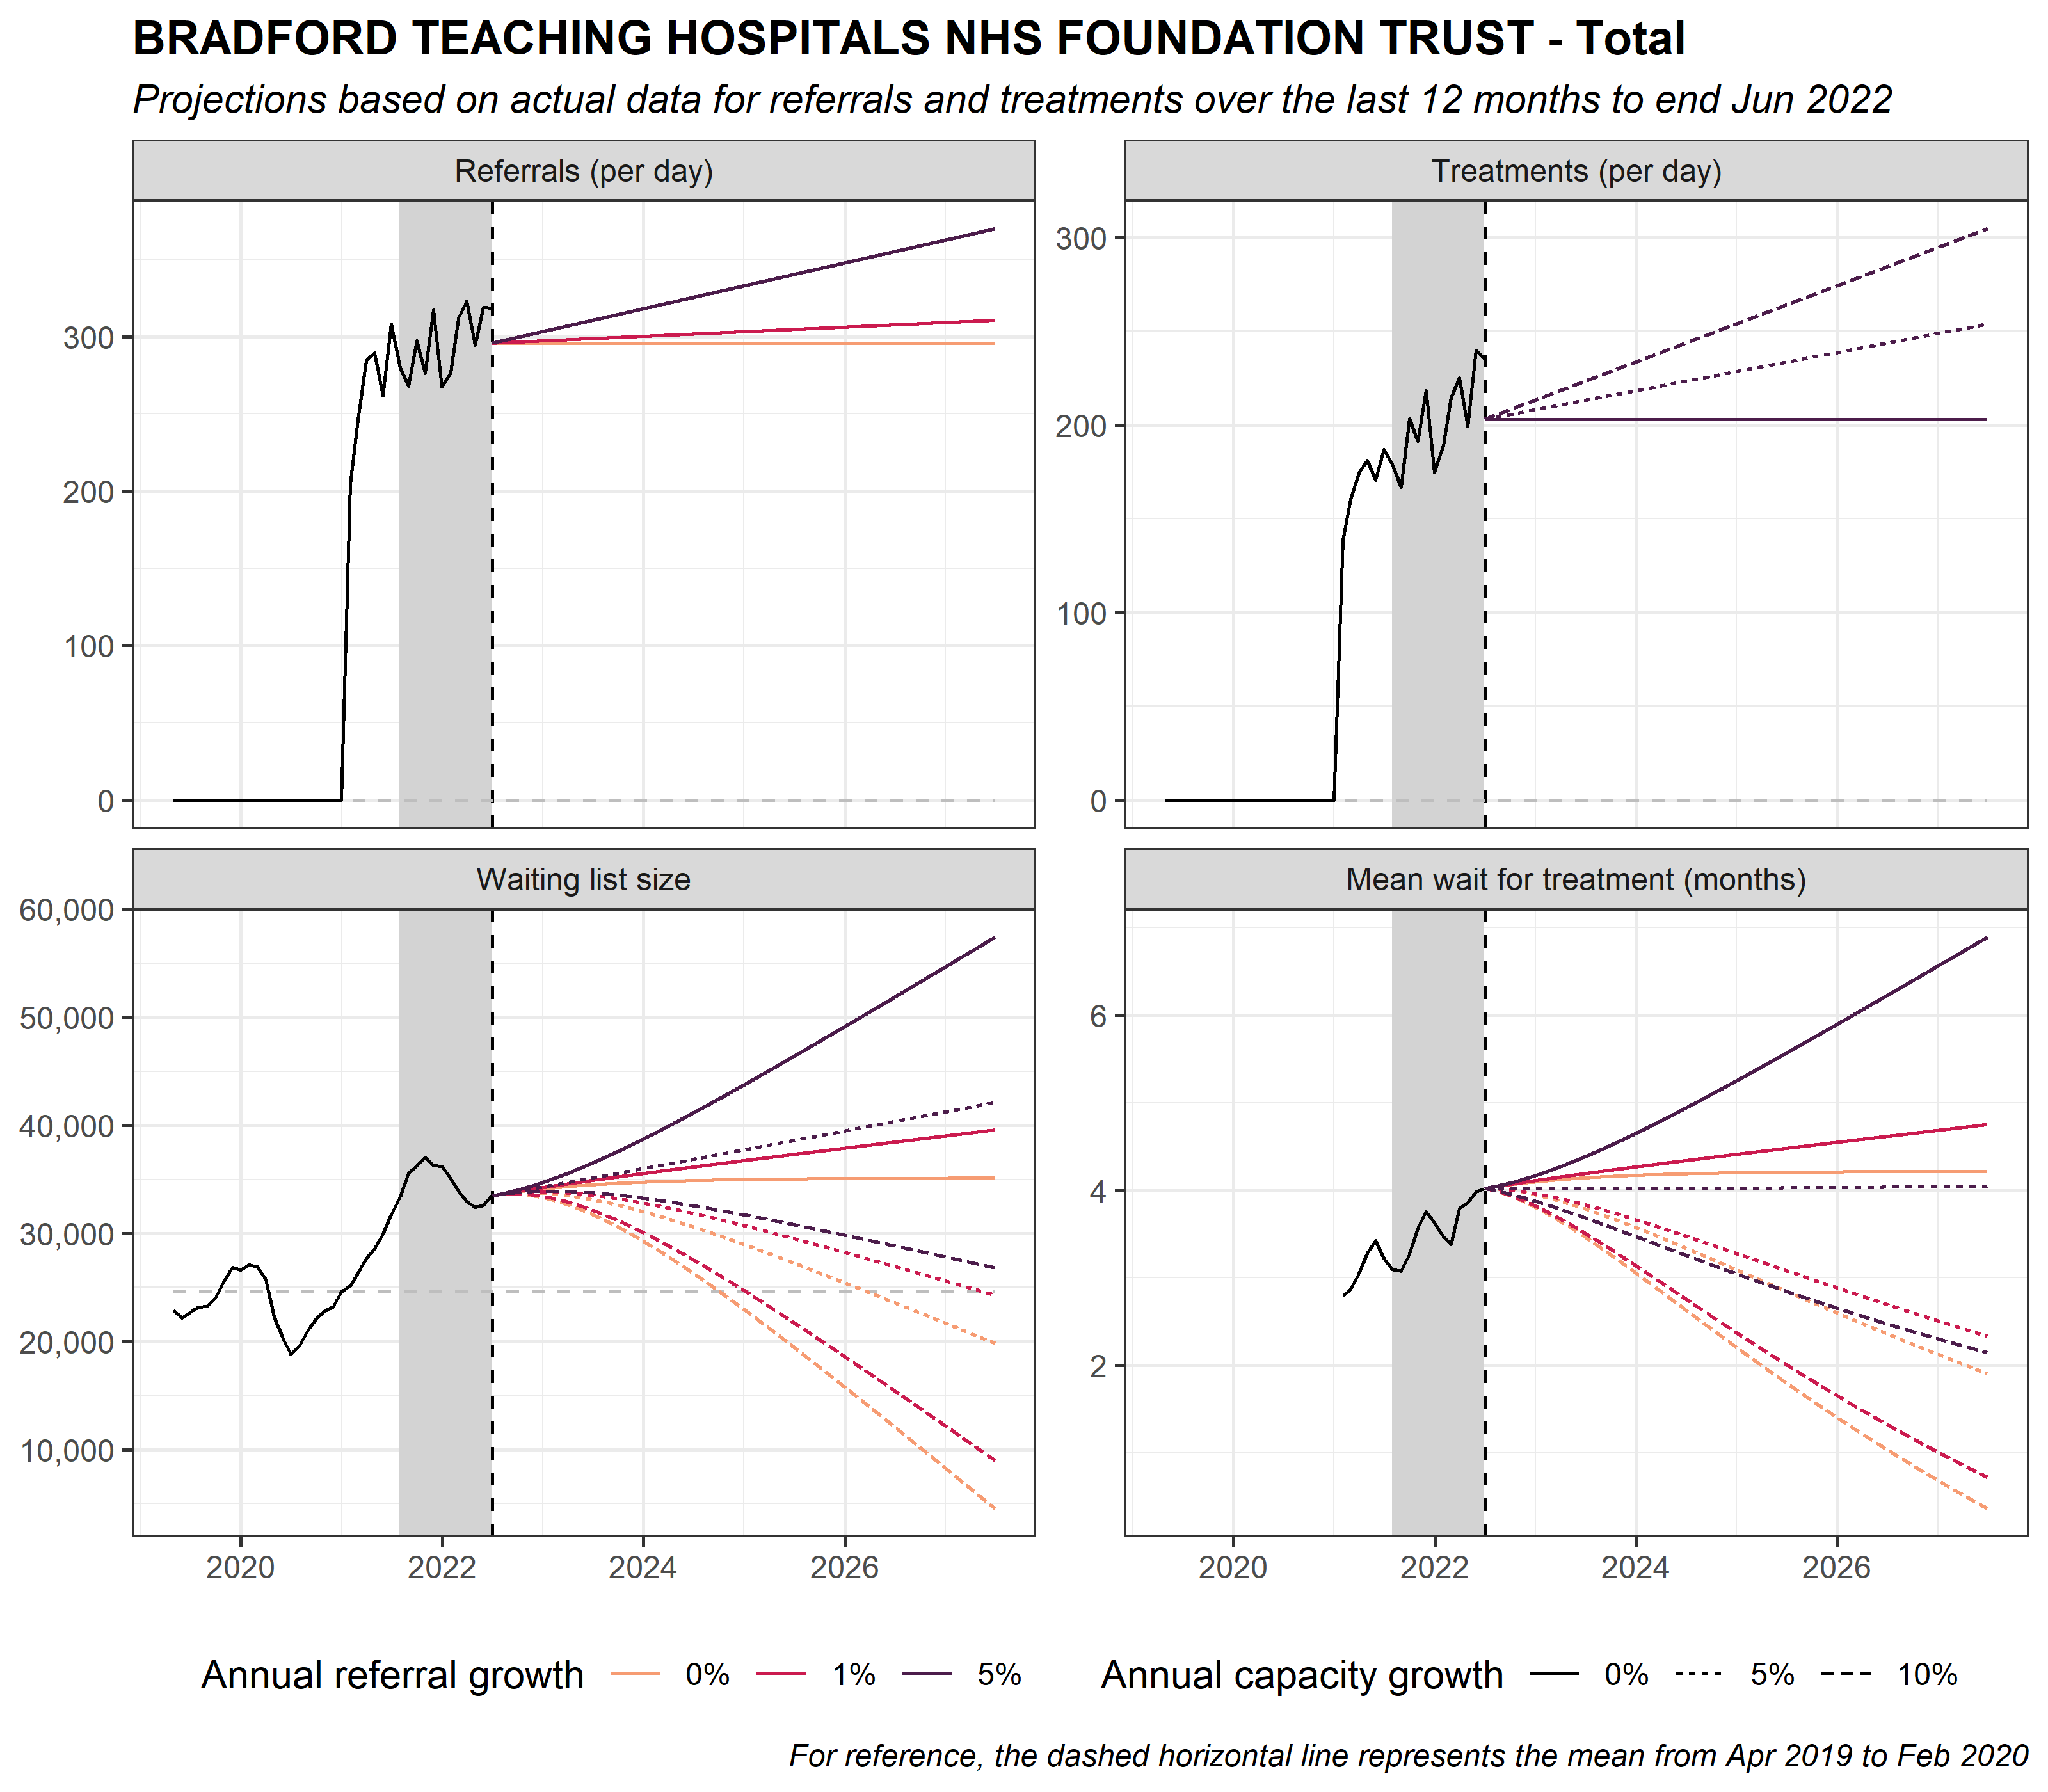 BRADFORD TEACHING HOSPITALS NHS FOUNDATION TRUST - Total
Projections based on actual data for referrals and treatments over the last 12 months to end Jun 2022
Referrals (per day)
300
200
100
0
Treatments (per day)
300
200
100
0
Waiting list size
60,000
50,000
40,000
30,000
20,000
10,000
2020 2022 2024 2026
Mean wait for treatment (months)
6
4
2
2020 2022 2024 2026
Annual referral growth 0% 1% 5%
Annual capacity growth 0% 5% 10%
For reference, the dashed horizontal line represents the mean from Apr 2019 to Feb 2020